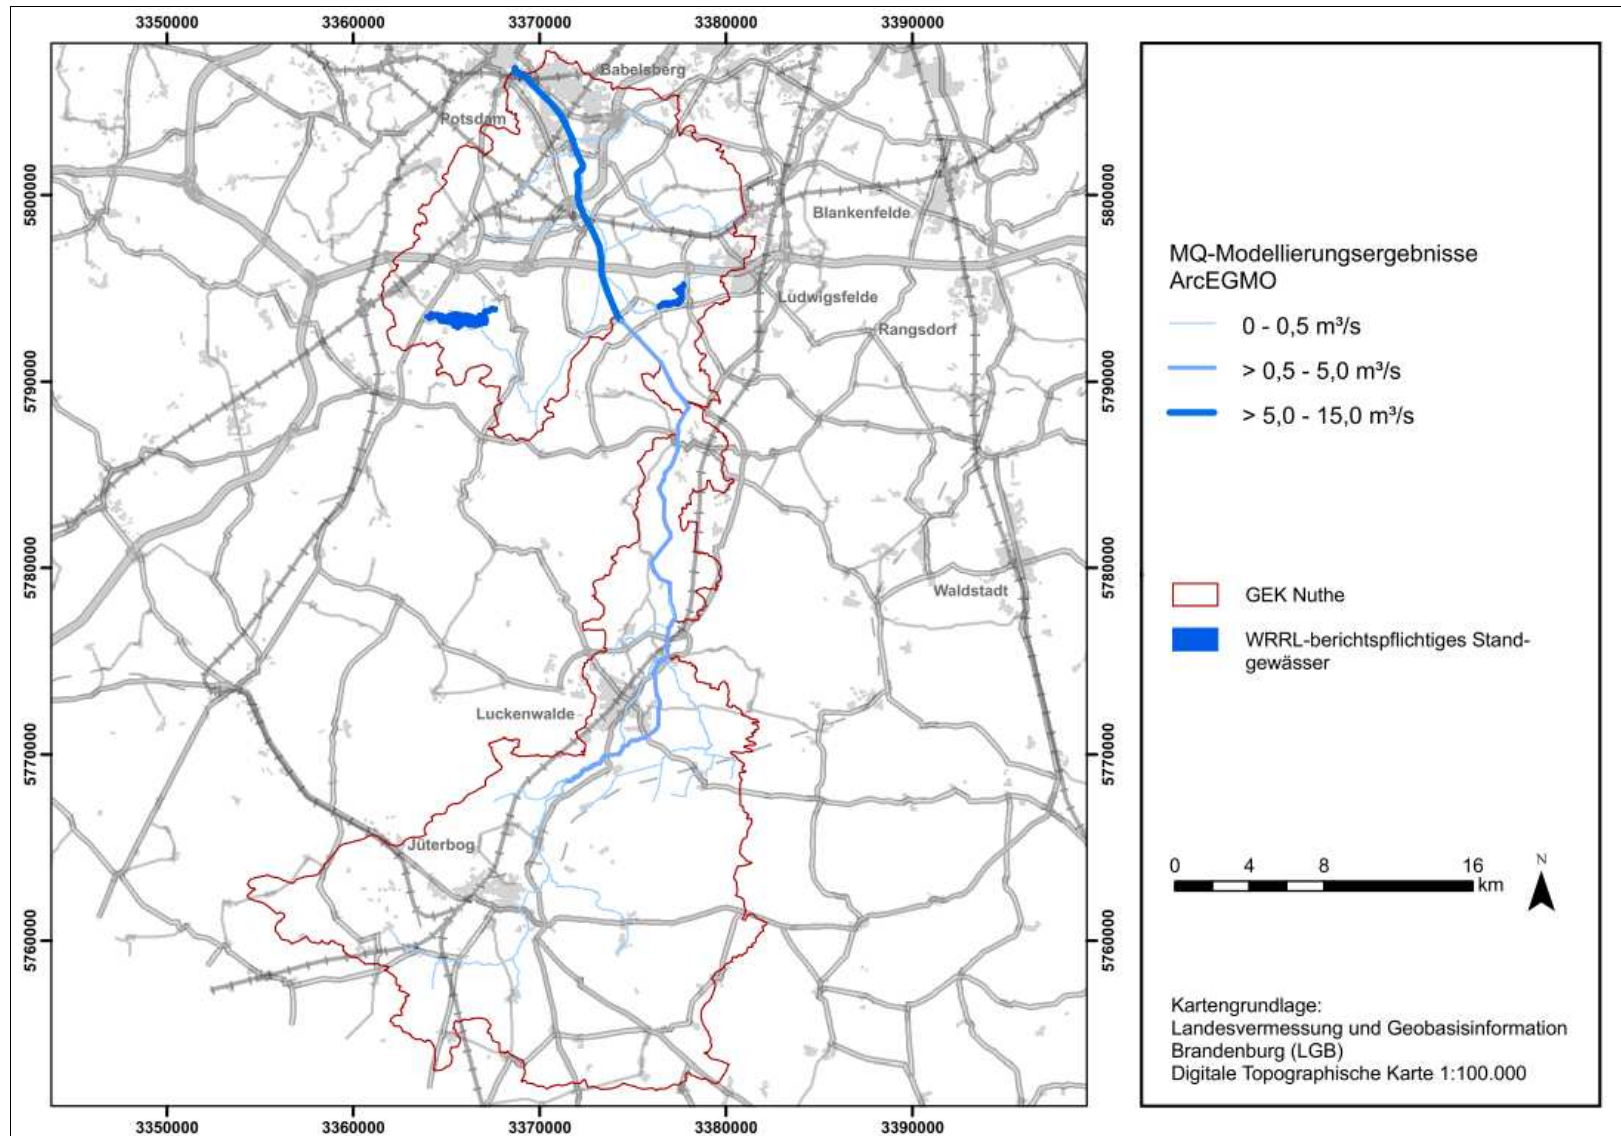 3350000 3360000 3370000 3380000 3390000
Babelsberg
Potsdam
5800000 5800000
Blankenfelde
Ludwigsfelde
Rangsdorf
5790000 5790000
5780000 5780000
Waldstadt
Luckenwalde
5770000 5770000
Jüterbog
5760000 5760000
3350000 3360000 3370000 3380000 3390000
MQ-Modellierungsergebnisse
ArcEGMO
0 - 0,5 m³/s
> 0,5 - 5,0 m³/s
> 5,0 - 15,0 m³/s
GEK Nuthe
WRRL-berichtspflichtiges Stand-
gewässer
0 4 8 16
km
N
Kartengrundlage:
Landesvermessung und Geobasisinformation
Brandenburg (LGB)
Digitale Topographische Karte 1:100.000